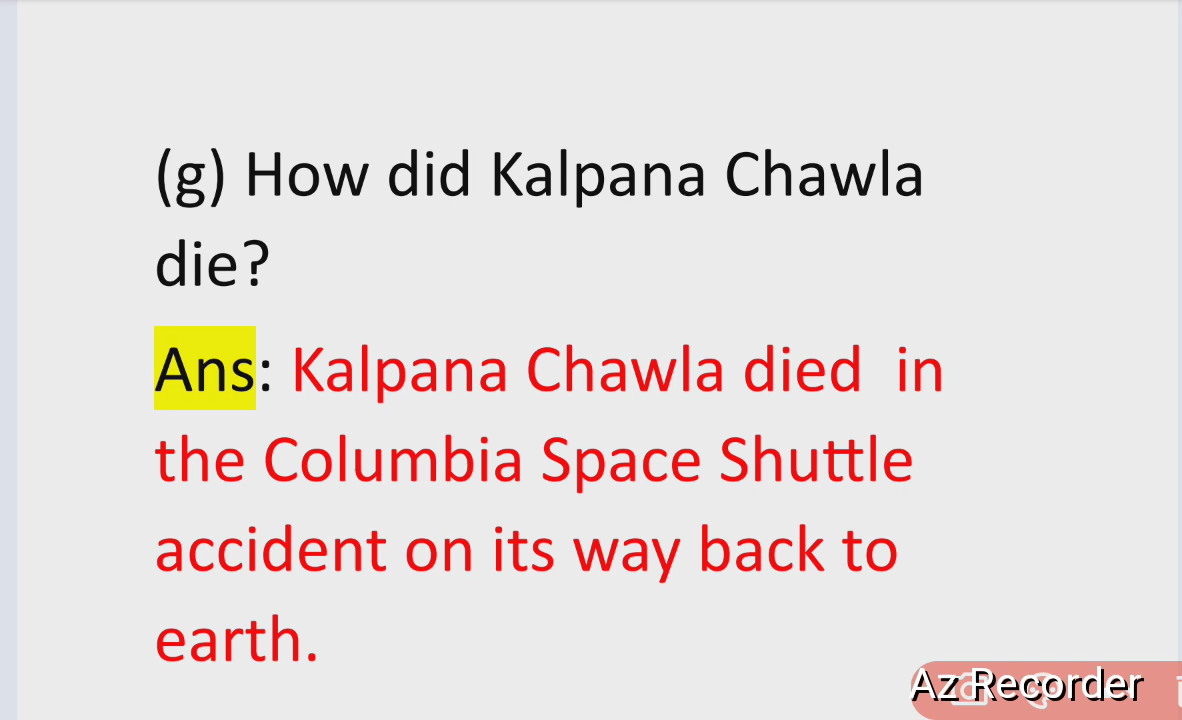 (g) How did Kalpana Chawla
die?
Ans: Kalpana Chawla died  in
the Columbia Space Shuttle
accident on its way back to
earth.
Az Recorder